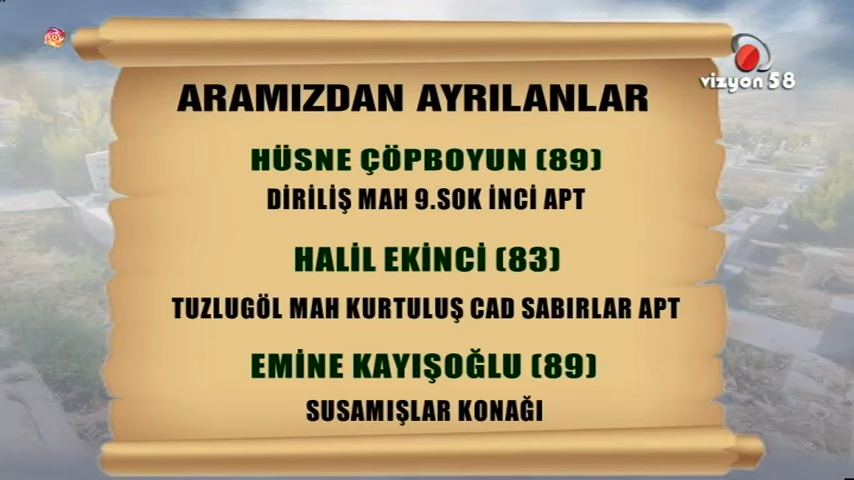 vizyon 58
ARAMIZDAN AYRILANLAR
HÜSNE ÇÖPBOYUN (89)
DİRİLİŞ MAH 9.SOK İNCİ APT
HALİL EKİNCİ (83)
TUZLUGÖL MAH KURTULUŞ CAD SABIRLAR APT
EMİNE KAYIŞOĞLU (89)
SUSAMIŞLAR KONAĞI